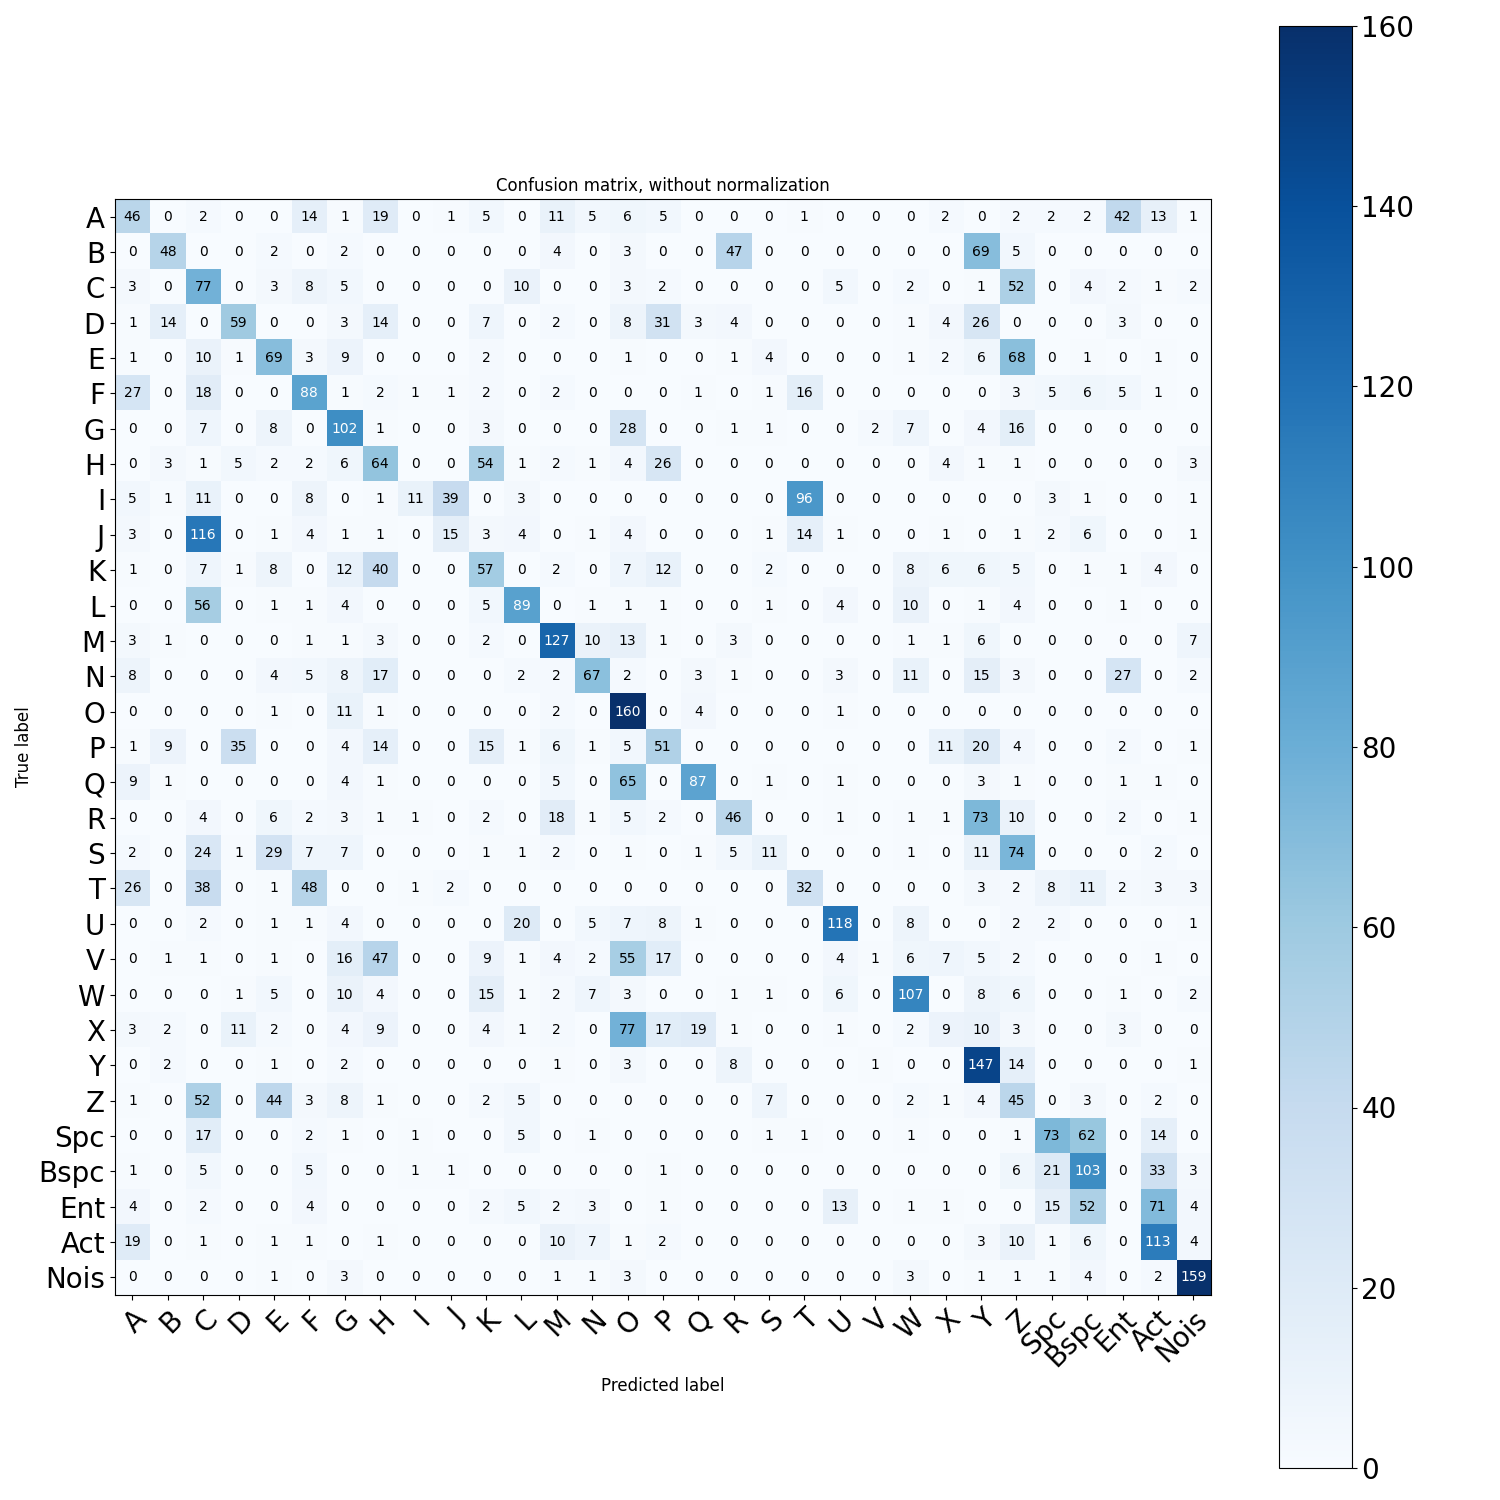 Confusion matrix, without normalization
A 46 0 2 0 0 14 1 19 0 1 5 0 11 5 6 5 0 0 0 1 0 0 0 2 0 2 2 2 42 13 1
B 0 48 0 0 2 0 2 0 0 0 0 0 4 0 3 0 0 47 0 0 0 0 0 0 69 5 0 0 0 0 0
C 3 0 77 0 3 8 5 0 0 0 0 10 0 0 3 2 0 0 0 0 5 0 2 0 1 52 0 4 2 1 2
D 1 14 0 59 0 0 3 14 0 0 7 0 2 0 8 31 3 4 0 0 0 0 1 4 26 0 0 0 3 0 0
E 1 0 10 1 69 3 9 0 0 0 2 0 0 0 1 0 0 1 4 0 0 0 1 2 6 68 0 1 0 1 0
F 27 0 18 0 0 88 1 2 1 1 2 0 2 0 0 0 1 0 1 16 0 0 0 0 0 3 5 6 5 1 0
G 0 0 7 0 8 0 102 1 0 0 3 0 0 0 28 0 0 1 1 0 0 2 7 0 4 16 0 0 0 0 0
H 0 3 1 5 2 2 6 64 0 0 54 1 2 1 4 26 0 0 0 0 0 0 0 4 1 1 0 0 0 0 3
I 5 1 11 0 0 8 0 1 11 39 0 3 0 0 0 0 0 0 0 96 0 0 0 0 0 0 3 1 0 0 1
J 3 0 116 0 1 4 1 1 0 15 3 4 0 1 4 0 0 0 1 14 1 0 0 1 0 1 2 6 0 0 1
K 1 0 7 1 8 0 12 40 0 0 57 0 2 0 7 12 0 0 2 0 0 0 8 6 6 5 0 1 1 4 0
L 0 0 56 0 1 1 4 0 0 0 5 89 0 1 1 1 0 0 1 0 4 0 10 0 1 4 0 0 1 0 0
M 3 1 0 0 0 1 1 3 0 0 2 0 127 10 13 1 0 3 0 0 0 0 1 1 6 0 0 0 0 0 7
N 8 0 0 0 4 5 8 17 0 0 0 2 2 67 2 0 3 1 0 0 3 0 11 0 15 3 0 0 27 0 2
O 0 0 0 0 1 0 11 1 0 0 0 0 2 0 160 0 4 0 0 0 1 0 0 0 0 0 0 0 0 0 0
P 1 9 0 35 0 0 4 14 0 0 15 1 6 1 5 51 0 0 0 0 0 0 0 11 20 4 0 0 2 0 1
Q 9 1 0 0 0 0 4 1 0 0 0 0 5 0 65 0 87 0 1 0 1 0 0 0 3 1 0 0 1 1 0
R 0 0 4 0 6 2 3 1 1 0 2 0 18 1 5 2 0 46 0 0 1 0 1 1 73 10 0 0 2 0 1
S 2 0 24 1 29 7 7 0 0 0 1 1 2 0 1 0 1 5 11 0 0 0 1 0 11 74 0 0 0 2 0
T 26 0 38 0 1 48 0 0 1 2 0 0 0 0 0 0 0 0 0 32 0 0 0 0 3 2 8 11 2 3 3
U 0 0 2 0 1 1 4 0 0 0 0 20 0 5 7 8 1 0 0 0 118 0 8 0 0 2 2 0 0 0 1
V 0 1 1 0 1 0 16 47 0 0 9 1 4 2 55 17 0 0 0 0 4 1 6 7 5 2 0 0 0 1 0
W 0 0 0 1 5 0 10 4 0 0 15 1 2 7 3 0 0 1 1 0 6 0 107 0 8 6 0 0 1 0 2
X 3 2 0 11 2 0 4 9 0 0 4 1 2 0 77 17 19 1 0 0 1 0 2 9 10 3 0 0 3 0 0
Y 0 2 0 0 1 0 2 0 0 0 0 0 1 0 3 0 0 8 0 0 0 1 0 0 147 14 0 0 0 0 1
Z 1 0 52 0 44 3 8 1 0 0 2 5 0 0 0 0 0 0 7 0 0 0 2 1 4 45 0 3 0 2 0
Spc 0 0 17 0 0 2 1 0 1 0 0 5 0 1 0 0 0 0 1 1 0 0 1 0 0 1 73 62 0 14 0
Bspc 1 0 5 0 0 5 0 0 1 1 0 0 0 0 0 1 0 0 0 0 0 0 0 0 0 6 21 103 0 33 3
Ent 4 0 2 0 0 4 0 0 0 0 2 5 2 3 0 1 0 0 0 0 13 0 1 1 0 0 15 52 0 71 4
Act 19 0 1 0 1 1 0 1 0 0 0 0 10 7 1 2 0 0 0 0 0 0 0 0 3 10 1 6 0 113 4
Nois 0 0 0 0 1 0 3 0 0 0 0 0 1 1 3 0 0 0 0 0 0 0 3 0 1 1 1 4 0 2 159
A B C D E F G H I J K L M N O P Q R S T U V W X Y Z Spc Bspc Ent Act Nois
Predicted label
True label
160
140
120
100
80
60
40
20
0